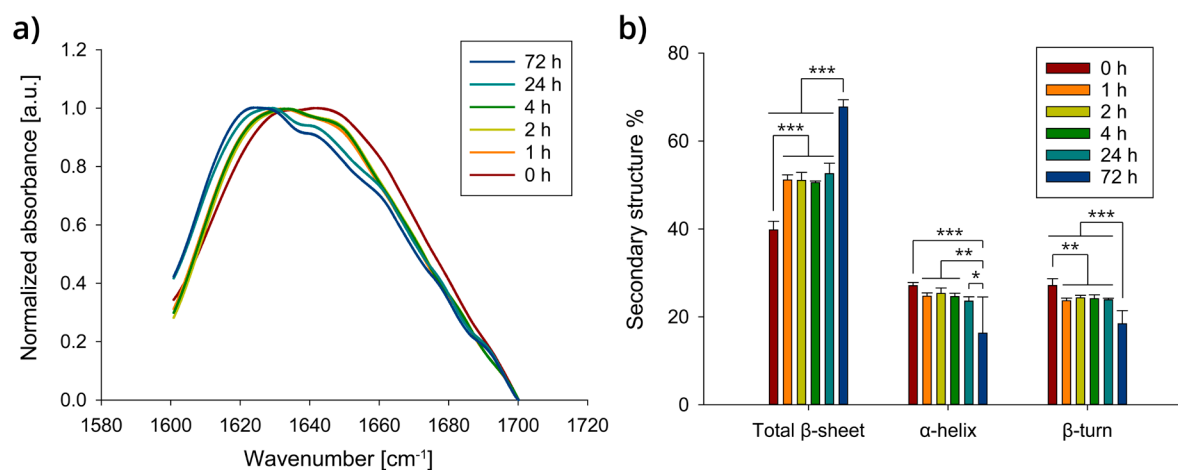 a)
Normalized absorbance [a.u.]
1.2
1.0
0.8
0.6
0.4
0.2
0.0
1580
1600
1620
1640
1660
1680
1700
1720
Wavenumber [cm⁻¹]
72 h
24 h
4 h
2 h
1 h
0 h
b)
Secondary structure %
80
60
40
20
0
***
***
***
**
*
***
**
0 h
1 h
2 h
4 h
24 h
72 h
Total β-sheet
α-helix
β-turn